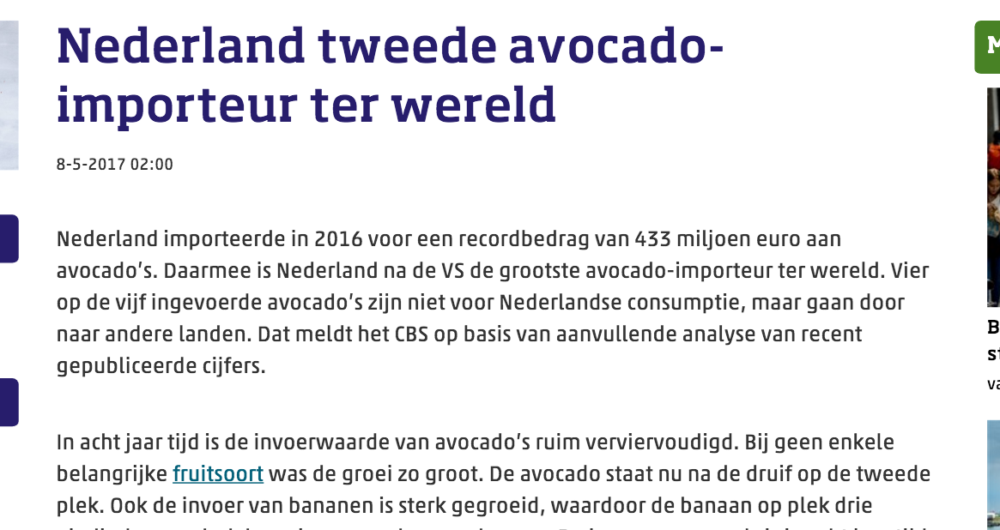 Nederland tweede avocado-
importeur ter wereld
8-5-2017 02:00
Nederland importeerde in 2016 voor een recordbedrag van 433 miljoen euro aan
avocado's. Daarmee is Nederland na de VS de grootste avocado-importeur ter wereld. Vier
op de vijf ingevoerde avocado's zijn niet voor Nederlandse consumptie, maar gaan door
naar andere landen. Dat meldt het CBS op basis van aanvullende analyse van recent
gepubliceerde cijfers.
In acht jaar tijd is de invoerwaarde van avocado's ruim verviervoudigd. Bij geen enkele
belangrijke fruitsoort was de groei zo groot. De avocado staat nu na de druif op de tweede
plek. Ook de invoer van bananen is sterk gegroeid, waardoor de banaan op plek drie